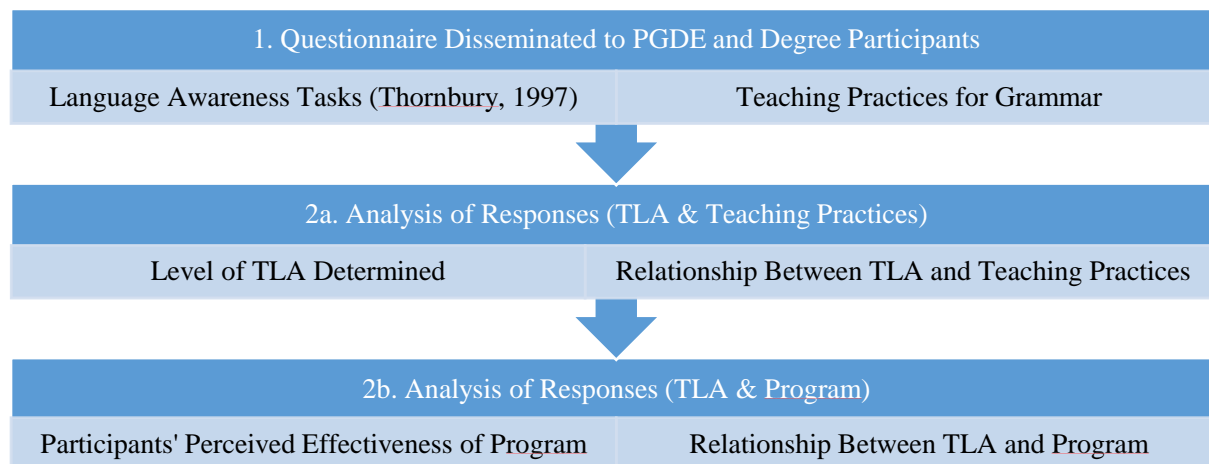 1. Questionnaire Disseminated to PGDE and Degree Participants
Language Awareness Tasks (Thornbury, 1997)
Teaching Practices for Grammar
2a. Analysis of Responses (TLA & Teaching Practices)
Level of TLA Determined
Relationship Between TLA and Teaching Practices
2b. Analysis of Responses (TLA & Program)
Participants' Perceived Effectiveness of Program
Relationship Between TLA and Program